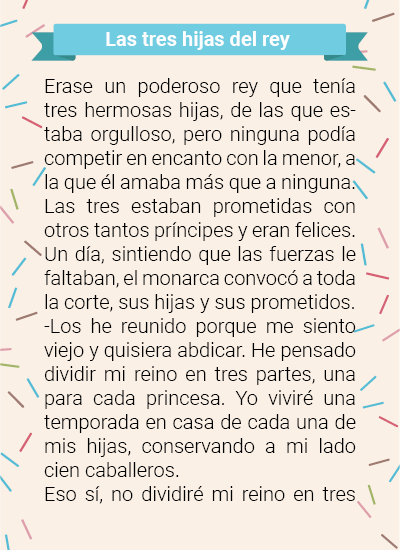 Las tres hijas del rey
Erase un poderoso rey que tenía
tres hermosas hijas, de las que es-
taba orgulloso, pero ninguna podía
competir en encanto con la menor, a
la que él amaba más que a ninguna.
Las tres estaban prometidas con
otros tantos príncipes y eran felices.
Un día, sintiendo que las fuerzas le
faltaban, el monarca convocó a toda
la corte, sus hijas y sus prometidos.
-Los he reunido porque me siento
viejo y quisiera abdicar. He pensado
dividir mi reino en tres partes, una
para cada princesa. Yo viviré una
temporada en casa de cada una de
mis hijas, conservando a mi lado
cien caballeros.
Eso sí, no dividiré mi reino en tres